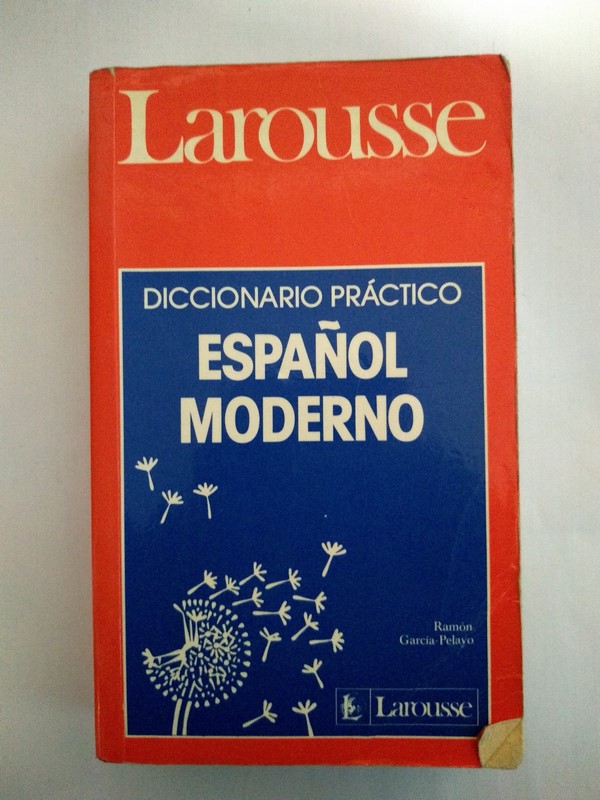 Larousse
DICCIONARIO PRÁCTICO
ESPAÑOL
MODERNO
Ramón
García-Pelayo
Larousse